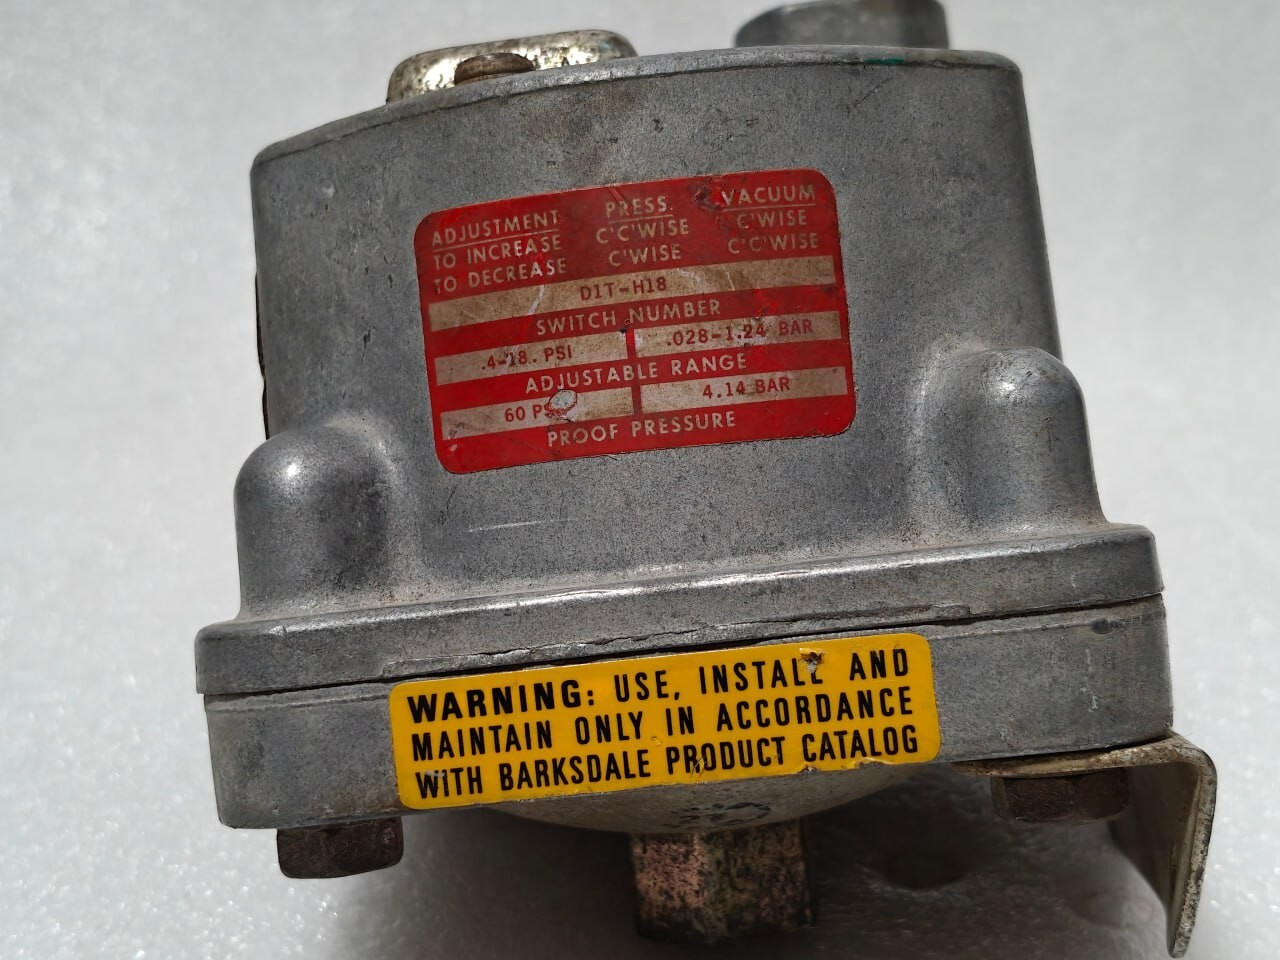 ADJUSTMENT PRESS. VACUUM
TO INCREASE C'C'WISE C'WISE
TO DECREASE C'WISE C'C'WISE
D1T-H18
SWITCH NUMBER
.4-18. PSI .028-1.24 BAR
ADJUSTABLE RANGE
60 PSI 4.14 BAR
PROOF PRESSURE
WARNING: USE, INSTALL AND
MAINTAIN ONLY IN ACCORDANCE
WITH BARKSDALE PRODUCT CATALOG